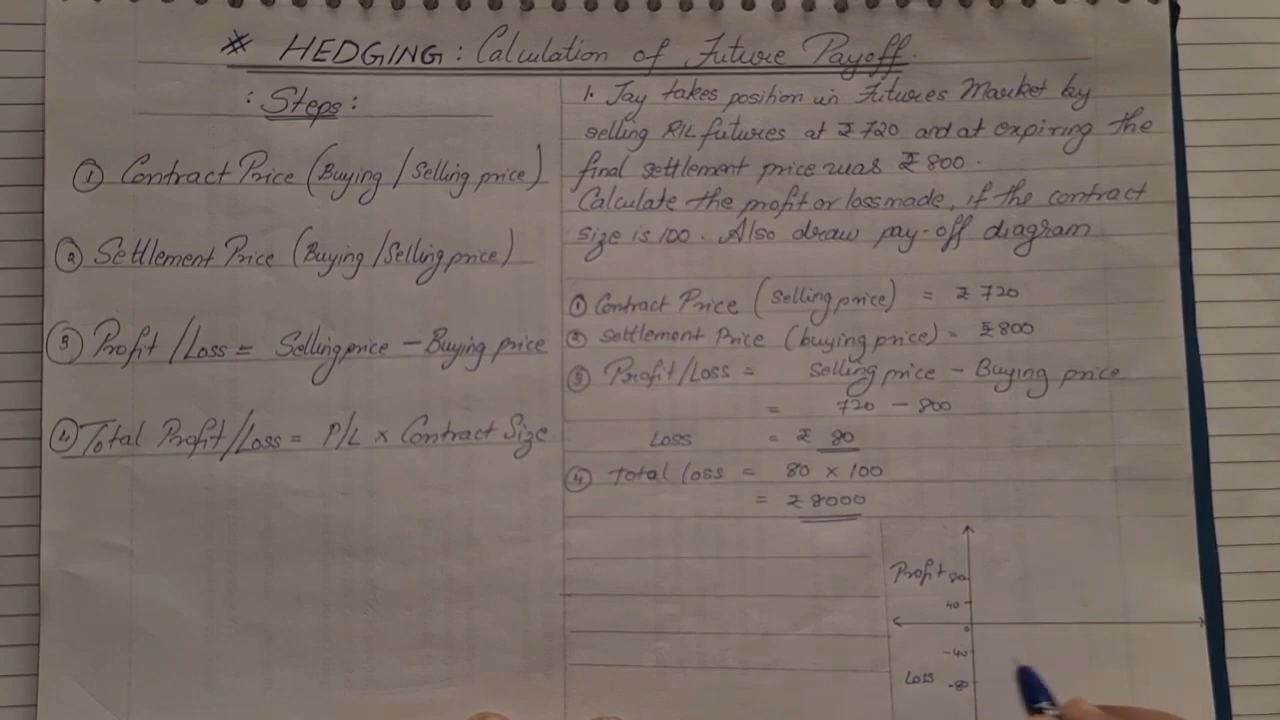 * HEDGING: Calculation of Future Payoff.
: Steps :
① Contract Price (Buying / Selling price)
② Settlement Price (Buying / Selling price)
③ Profit / Loss = Selling price - Buying price
④ Total Profit/Loss = P/L x Contract Size
1. Jay takes position in Futures Market by
selling RIL futures at ₹ 720 and at expiring the
final settlement price was ₹ 800.
Calculate the profit or loss made, if the contract
size is 100. Also draw pay-off diagram
① Contract Price (selling price) = ₹ 720
② Settlement Price (buying price) = ₹ 800
③ Profit/Loss = Selling price - Buying price
= 720 - 800
Loss = ₹ 80
④ Total loss = 80 x 100
= ₹ 8000
Profit 80
40
0
-40
Loss -80